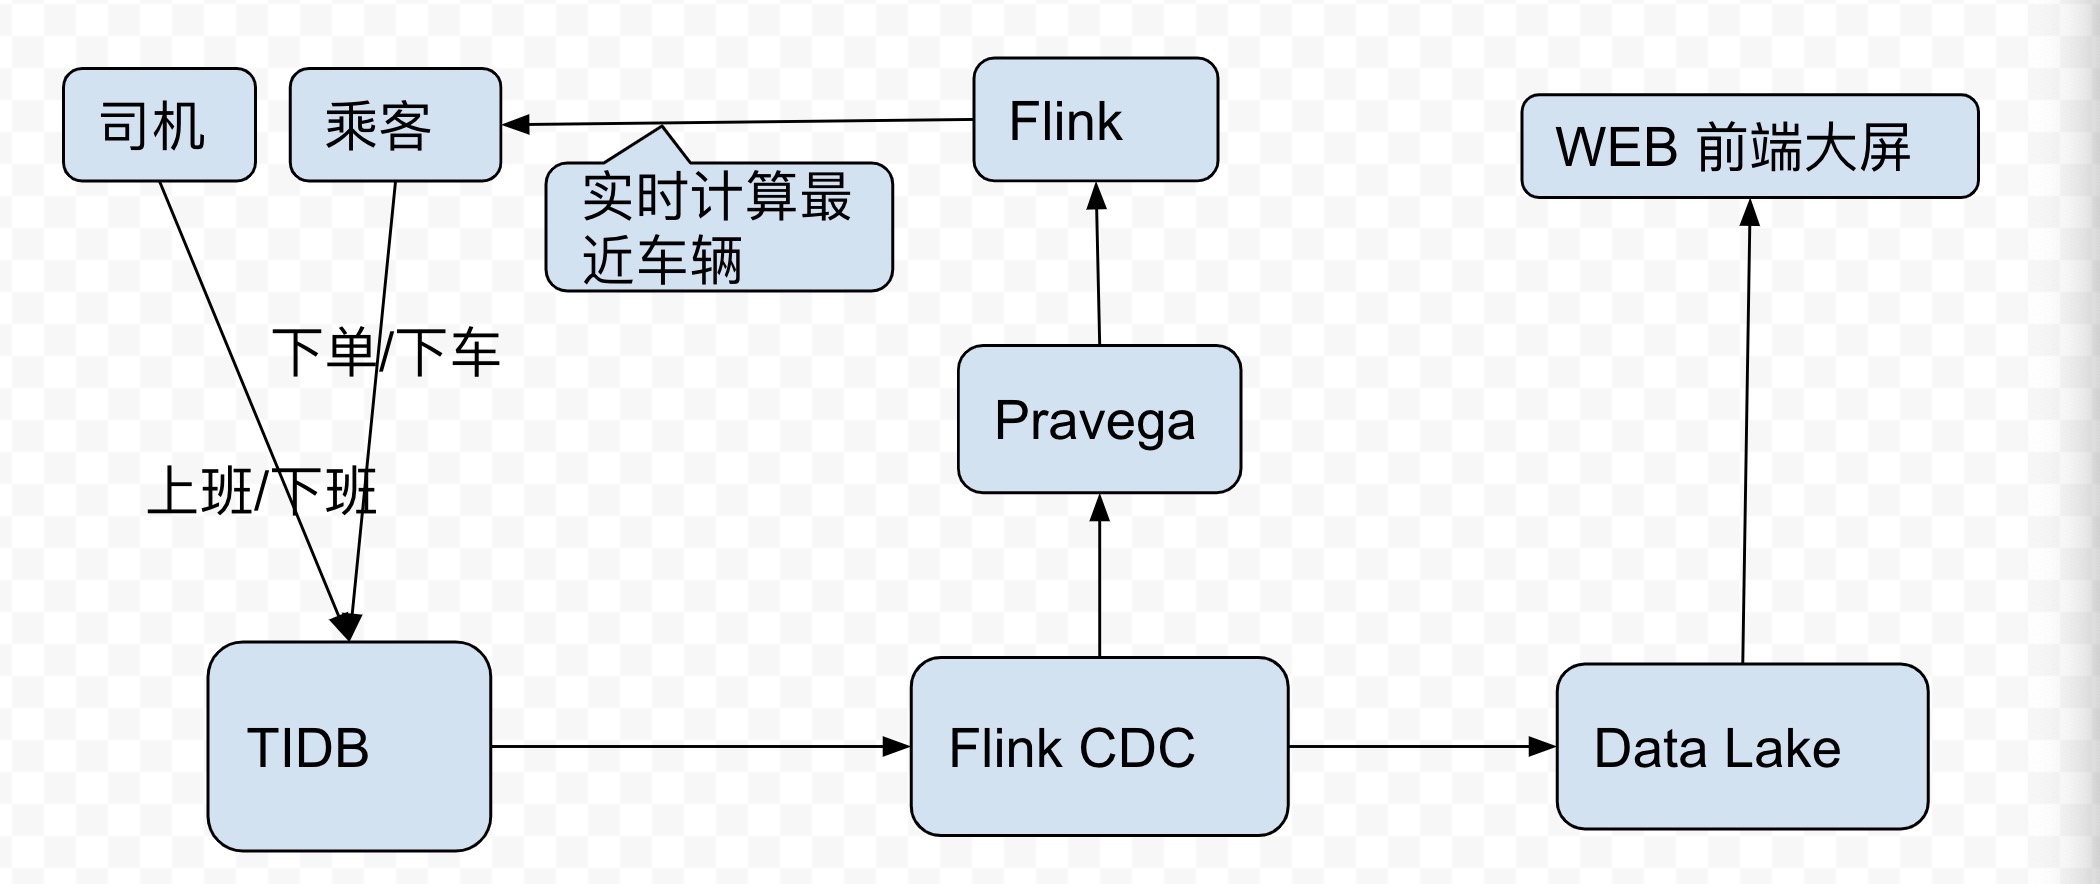 司机
乘客
Flink
WEB 前端大屏
实时计算最
近车辆
下单/下车
Pravega
上班/下班
TIDB
Flink CDC
Data Lake